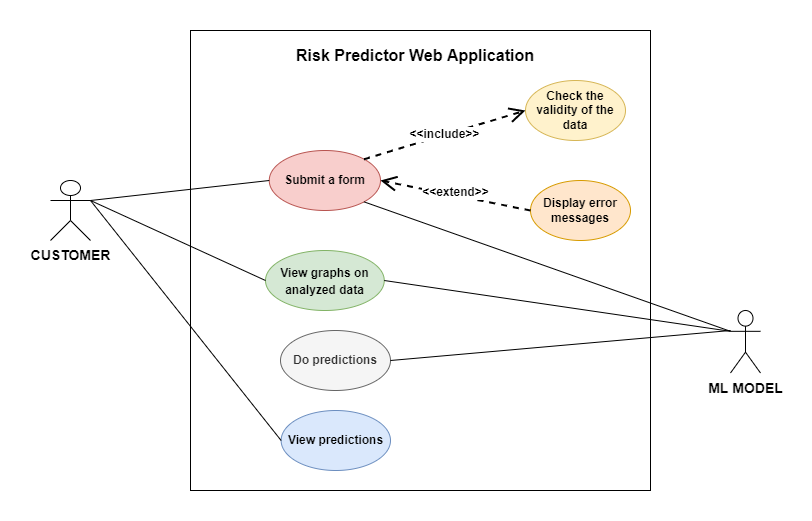 Risk Predictor Web Application
Check the
validity of the
data
<<include>>
Submit a form
<<extend>>
Display error
messages
CUSTOMER
View graphs on
analyzed data
Do predictions
ML MODEL
View predictions